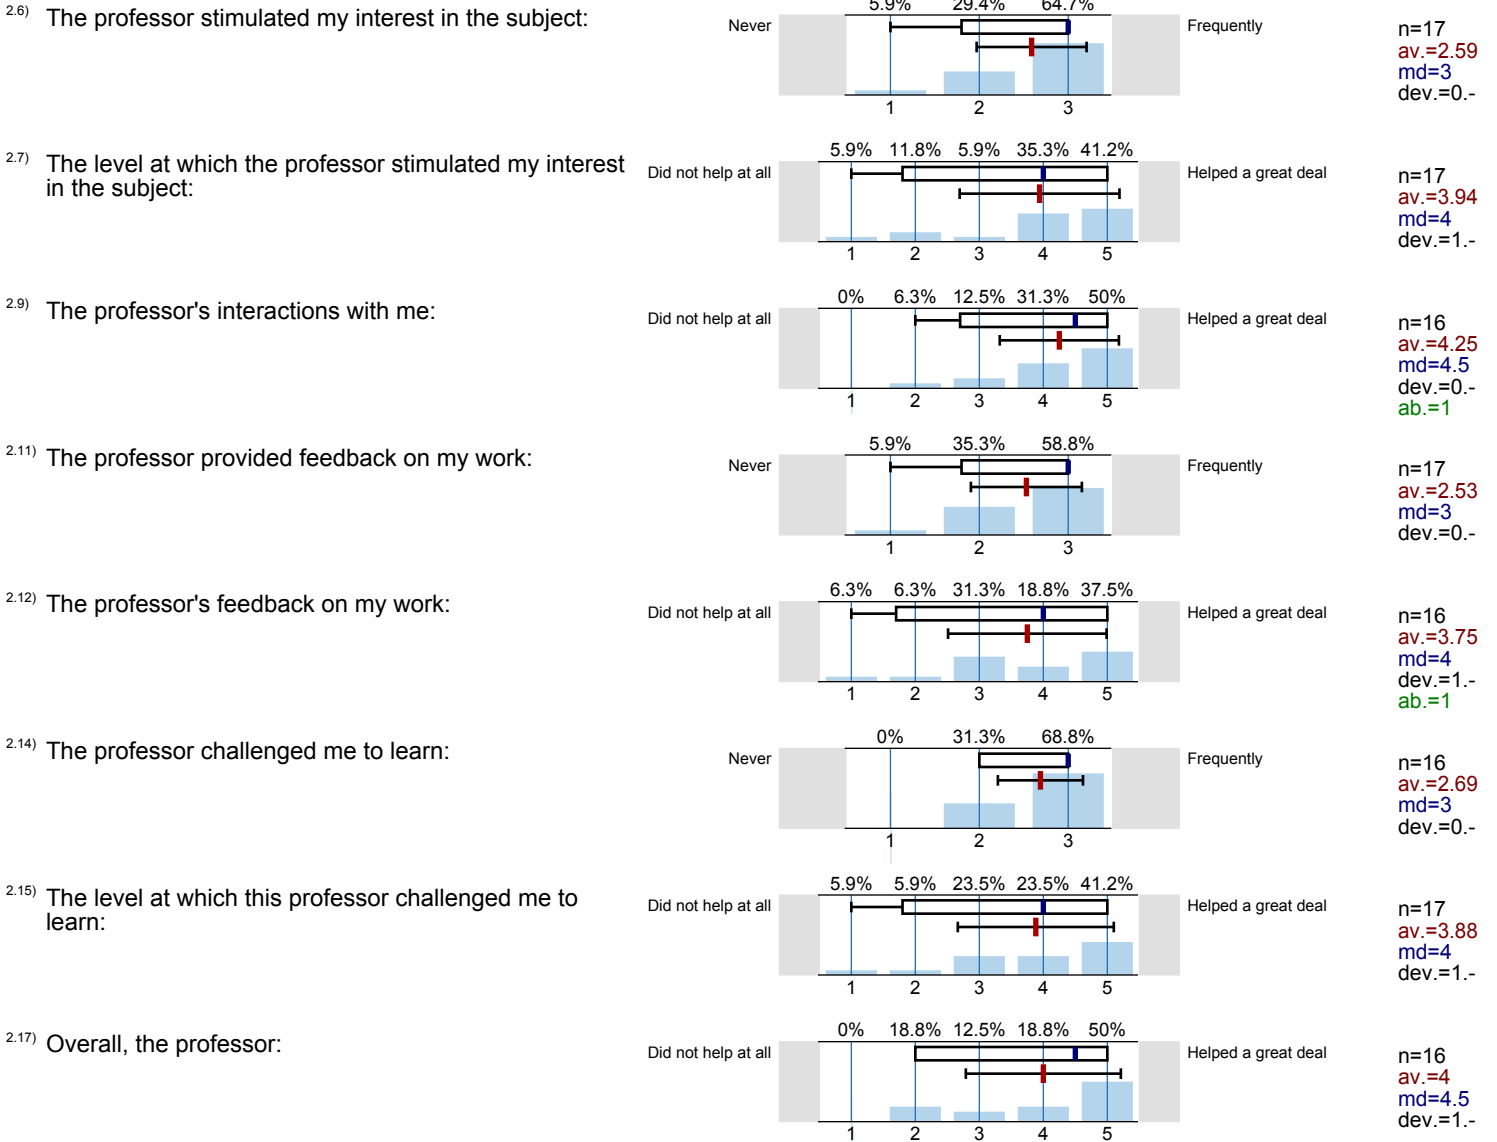 2.6) The professor stimulated my interest in the subject:
5.9% 29.4% 64.7%
Never
Frequently
1 2 3
n=17
av.=2.59
md=3
dev.=0.-
2.7) The level at which the professor stimulated my interest
in the subject:
5.9% 11.8% 5.9% 35.3% 41.2%
Did not help at all
Helped a great deal
1 2 3 4 5
n=17
av.=3.94
md=4
dev.=1.-
2.9) The professor's interactions with me:
0% 6.3% 12.5% 31.3% 50%
Did not help at all
Helped a great deal
1 2 3 4 5
n=16
av.=4.25
md=4.5
dev.=0.-
ab.=1
2.11) The professor provided feedback on my work:
5.9% 35.3% 58.8%
Never
Frequently
1 2 3
n=17
av.=2.53
md=3
dev.=0.-
2.12) The professor's feedback on my work:
6.3% 6.3% 31.3% 18.8% 37.5%
Did not help at all
Helped a great deal
1 2 3 4 5
n=16
av.=3.75
md=4
dev.=1.-
ab.=1
2.14) The professor challenged me to learn:
0% 31.3% 68.8%
Never
Frequently
1 2 3
n=16
av.=2.69
md=3
dev.=0.-
2.15) The level at which this professor challenged me to
learn:
5.9% 5.9% 23.5% 23.5% 41.2%
Did not help at all
Helped a great deal
1 2 3 4 5
n=17
av.=3.88
md=4
dev.=1.-
2.17) Overall, the professor:
0% 18.8% 12.5% 18.8% 50%
Did not help at all
Helped a great deal
1 2 3 4 5
n=16
av.=4
md=4.5
dev.=1.-